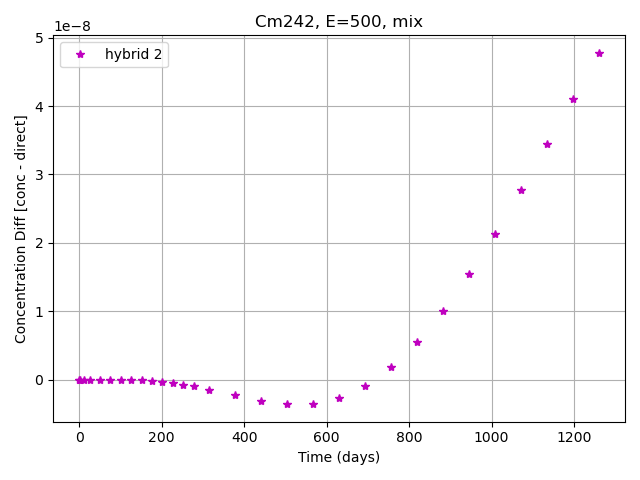 Cm242, E=500, mix
1e−8
hybrid 2
5
4
3
2
1
0
Concentration Diff [conc - direct]
0 200 400 600 800 1000 1200
Time (days)